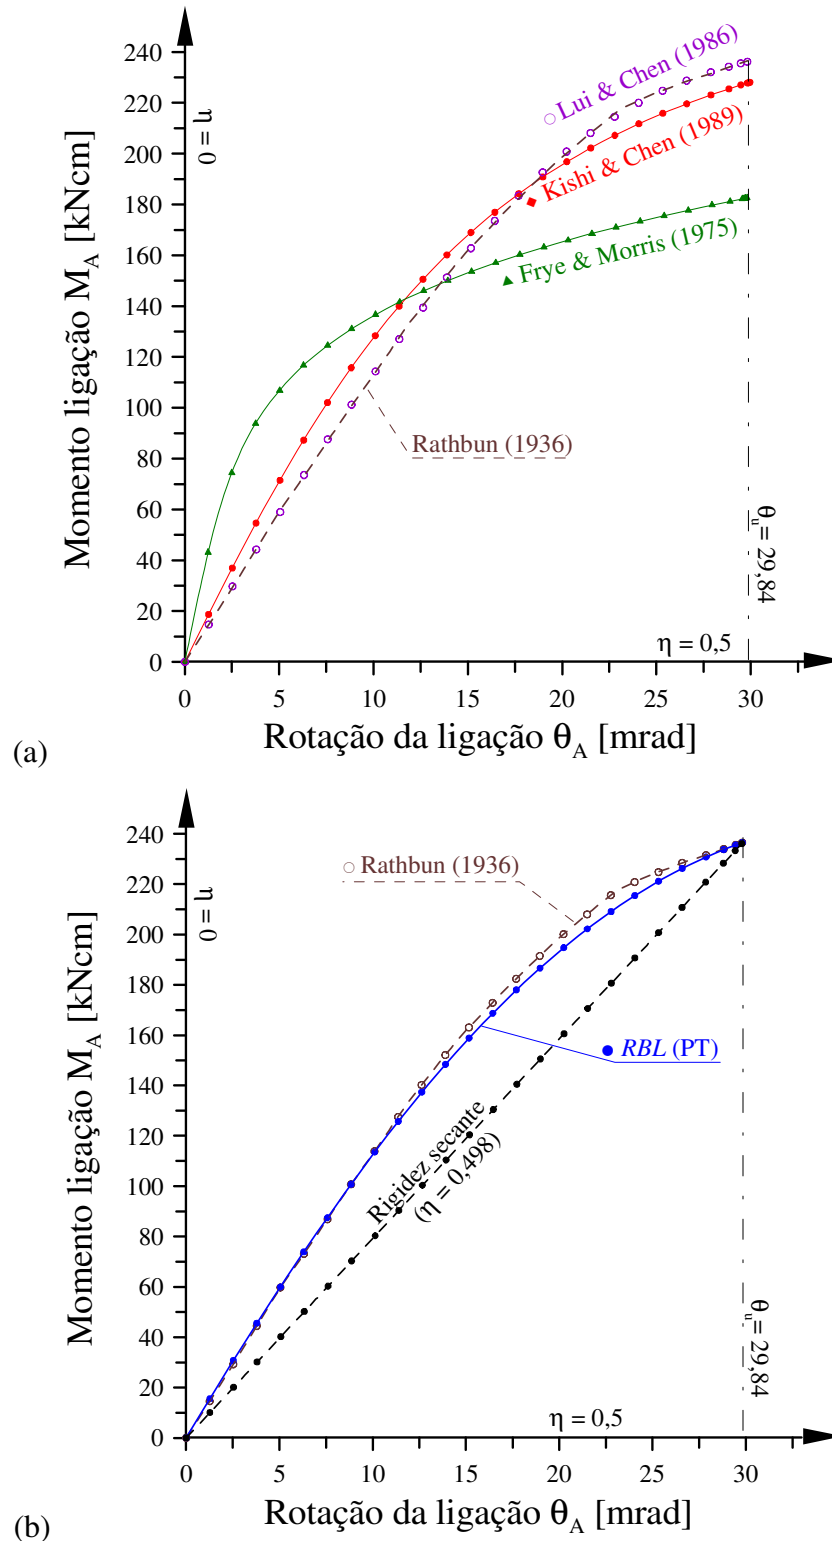 240
220
200
180
160
140
120
100
80
60
40
20
0
Momento ligação M_A [kNcm]
η = 0
Lui & Chen (1986)
Kishi & Chen (1989)
Frye & Morris (1975)
Rathbun (1936)
θ_u = 29,84
η = 0,5
0 5 10 15 20 25 30
Rotação da ligação θ_A [mrad]
(a)
240
220
200
180
160
140
120
100
80
60
40
20
0
Momento ligação M_A [kNcm]
η = 0
Rathbun (1936)
RBL (PT)
Rigidez secante
(η = 0,498)
θ_u = 29,84
η = 0,5
0 5 10 15 20 25 30
Rotação da ligação θ_A [mrad]
(b)